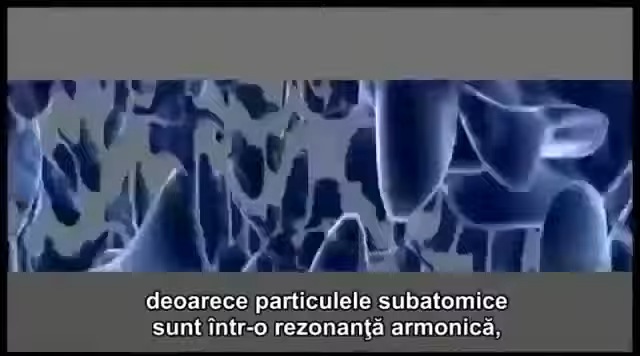 deoarece particulele subatomice
sunt într-o rezonanţă armonică,